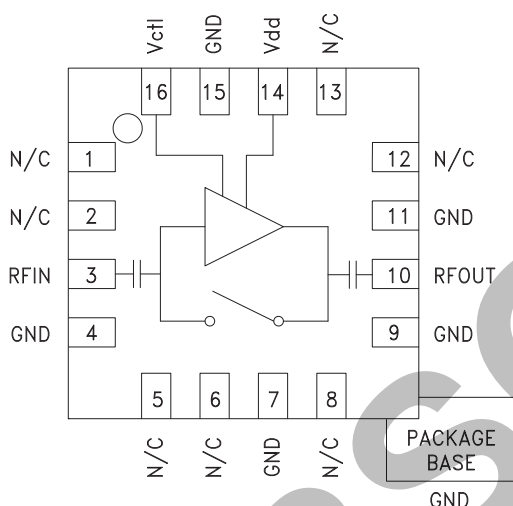 Vctl
GND
Vdd
N/C
16
15
14
13
N/C
1
12
N/C
N/C
2
11
GND
RFIN
3
10
RFOUT
GND
4
9
GND
5
6
7
8
N/C
N/C
GND
N/C
PACKAGE
BASE
GND